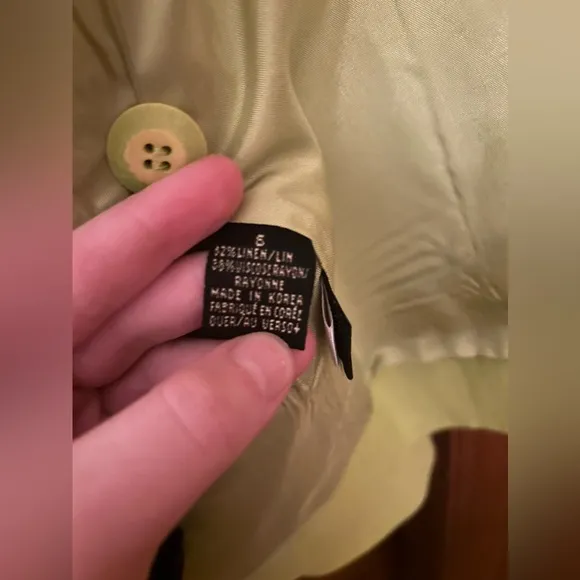 6
62% LINEN/LIN
38% VISCOSE RAYON/
RAYONNE
MADE IN KOREA
FABRIQUÉ EN CORÉE
OVER/AU VERSO→